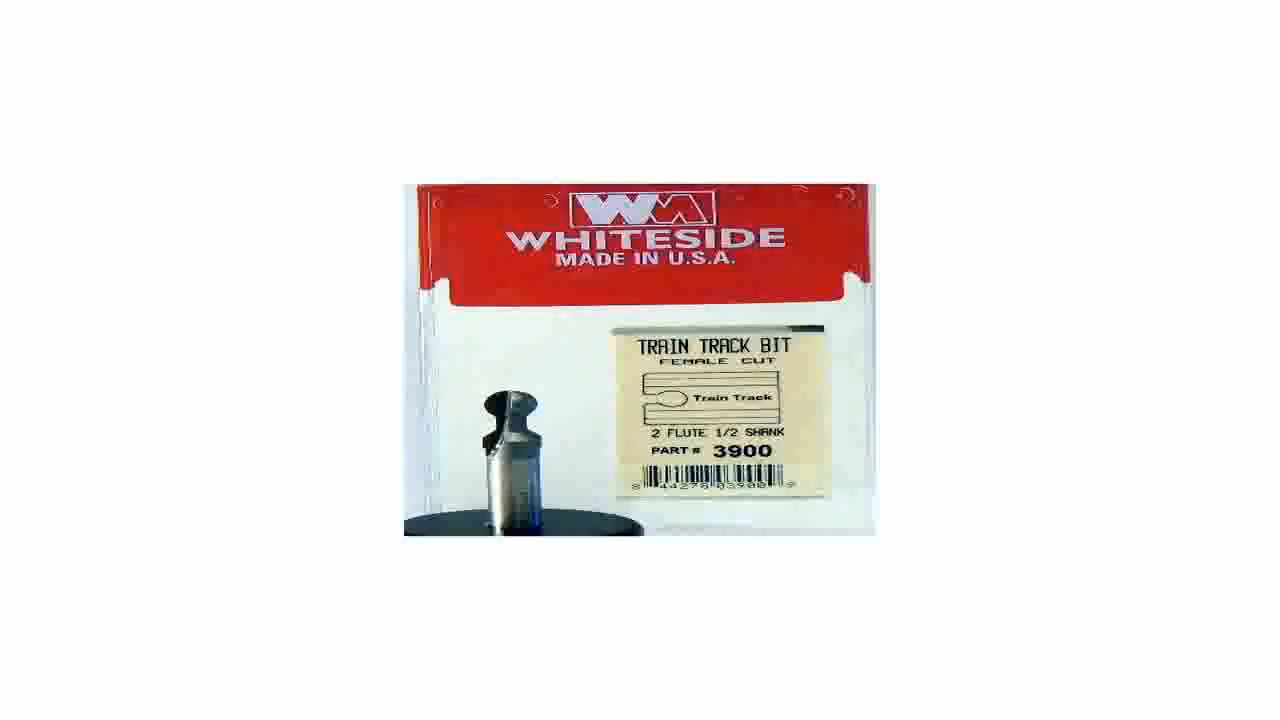 WHITESIDE
MADE IN U.S.A.
TRAIN TRACK BIT
FEMALE CUT
Train Track
2 FLUTE 1/2 SHANK
PART # 3900